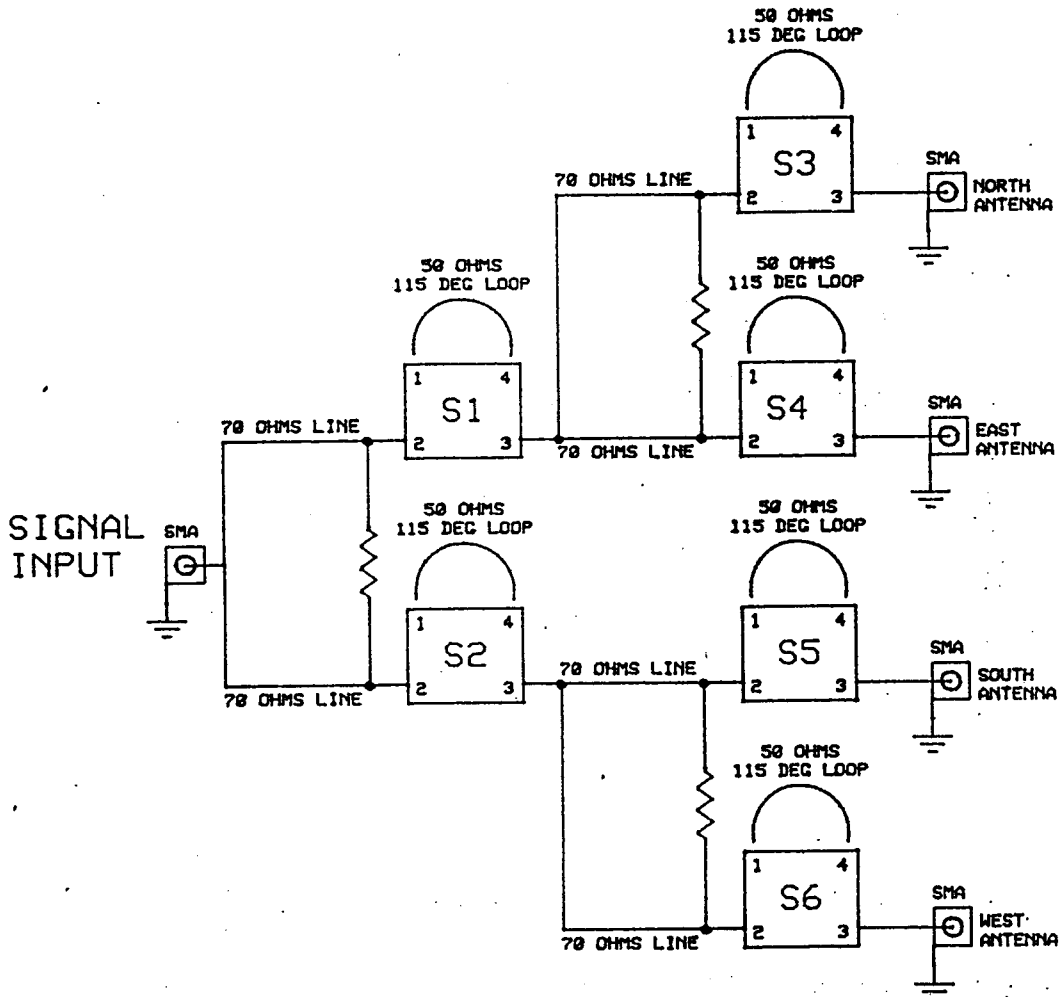 50 OHMS
115 DEG LOOP
1 4
S3
2 3
SMA
NORTH
ANTENNA
70 OHMS LINE
50 OHMS
115 DEG LOOP
1 4
S4
2 3
SMA
EAST
ANTENNA
70 OHMS LINE
50 OHMS
115 DEG LOOP
1 4
S1
2 3
70 OHMS LINE
SIGNAL
INPUT
SMA
50 OHMS
115 DEG LOOP
1 4
S2
2 3
70 OHMS LINE
50 OHMS
115 DEG LOOP
1 4
S5
2 3
SMA
SOUTH
ANTENNA
70 OHMS LINE
50 OHMS
115 DEG LOOP
1 4
S6
2 3
SMA
WEST
ANTENNA
70 OHMS LINE